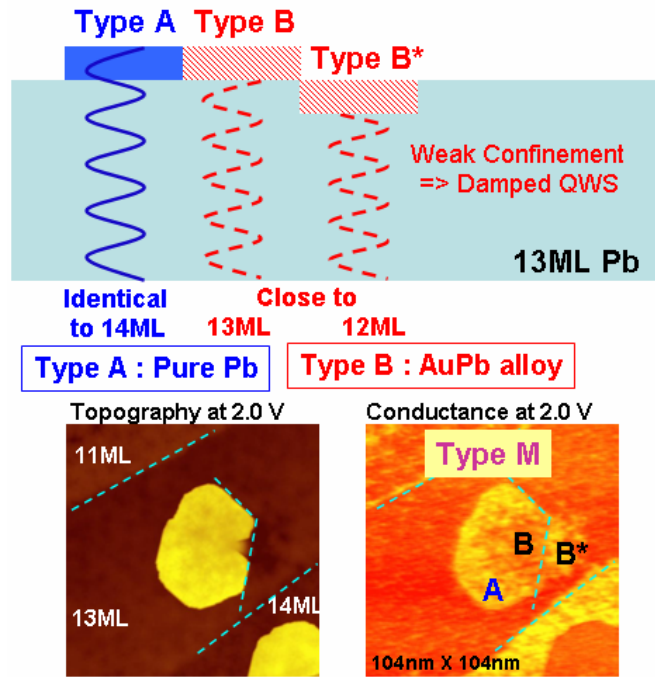 Type A
Type B
Type B*
Weak Confinement
=> Damped QWS
13ML Pb
Identical
to 14ML
Close to
13ML
12ML
Type A : Pure Pb
Type B : AuPb alloy
Topography at 2.0 V
Conductance at 2.0 V
11ML
13ML
14ML
Type M
B
B*
A
104nm X 104nm